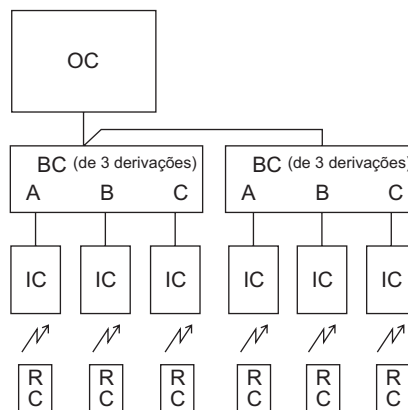 OC
BC (de 3 derivações) BC (de 3 derivações)
A B C A B C
IC IC IC IC IC IC
R R R R R R
C C C C C C